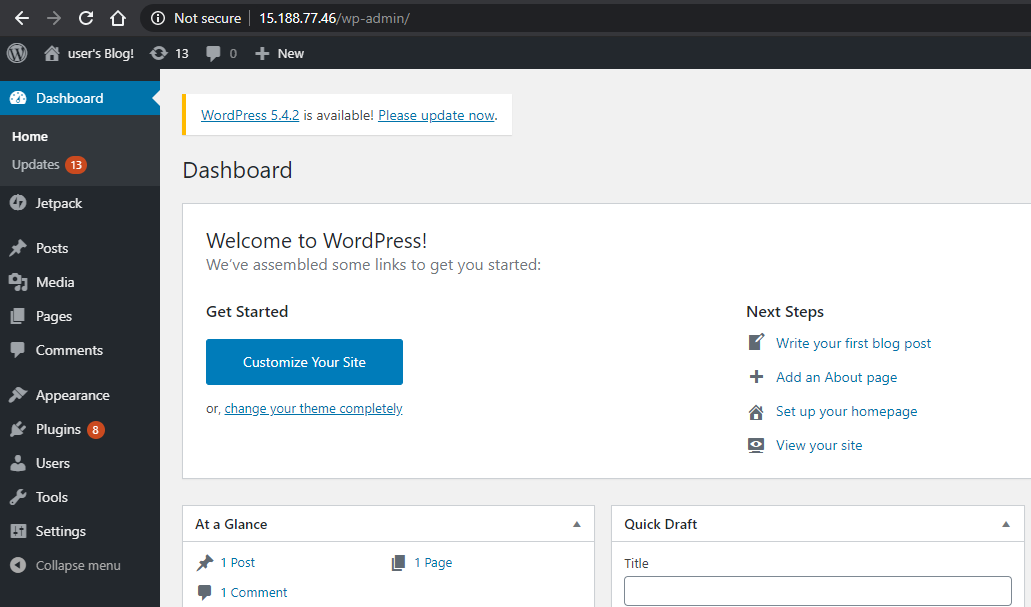 Not secure | 15.188.77.46/wp-admin/
user's Blog! 13 0 New
Dashboard
Home
Updates 13
Jetpack
Posts
Media
Pages
Comments
Appearance
Plugins 8
Users
Tools
Settings
Collapse menu
WordPress 5.4.2 is available! Please update now.
Dashboard
Welcome to WordPress!
We've assembled some links to get you started:
Get Started
Customize Your Site
or, change your theme completely
Next Steps
Write your first blog post
Add an About page
Set up your homepage
View your site
At a Glance
1 Post
1 Page
1 Comment
Quick Draft
Title